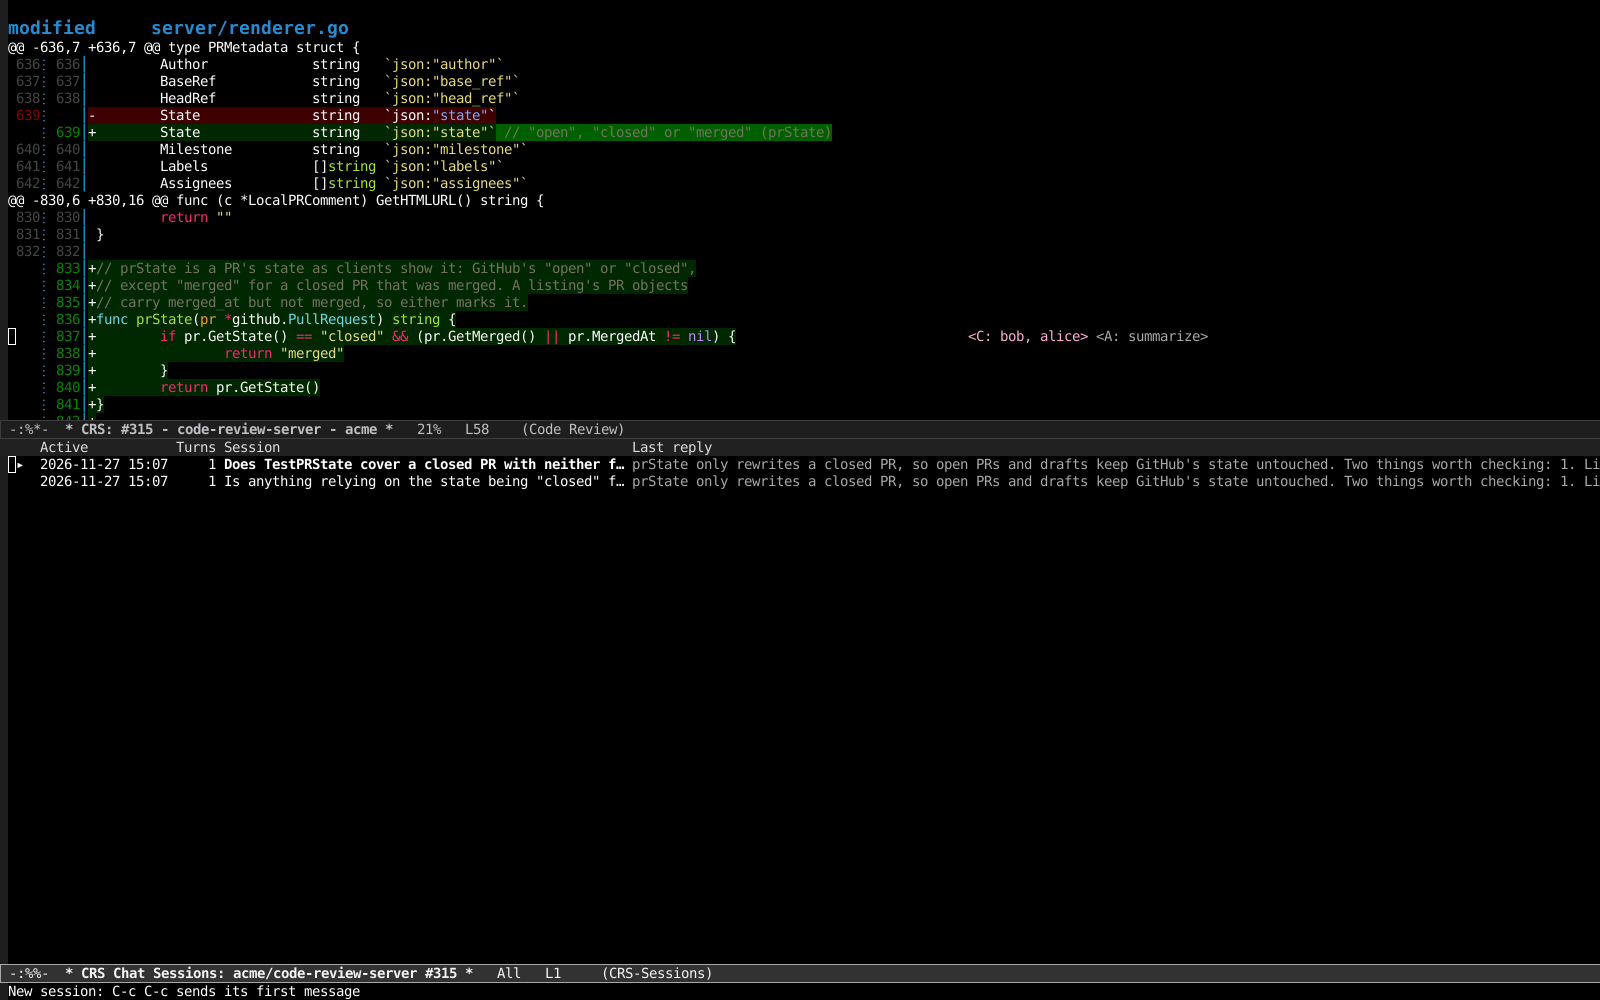 modified     server/renderer.go
@@ -636,7 +636,7 @@ type PRMetadata struct {
636: 636 Author string `json:"author"`
637: 637 BaseRef string `json:"base_ref"`
638: 638 HeadRef string `json:"head_ref"`
639: - State string `json:"state"`
: 639 + State string `json:"state"` // "open", "closed" or "merged" (prState)
640: 640 Milestone string `json:"milestone"`
641: 641 Labels []string `json:"labels"`
642: 642 Assignees []string `json:"assignees"`
@@ -830,6 +830,16 @@ func (c *LocalPRComment) GetHTMLURL() string {
830: 830 return ""
831: 831 }
832: 832
: 833 +// prState is a PR's state as clients show it: GitHub's "open" or "closed",
: 834 +// except "merged" for a closed PR that was merged. A listing's PR objects
: 835 +// carry merged_at but not merged, so either marks it.
: 836 +func prState(pr *github.PullRequest) string {
: 837 + if pr.GetState() == "closed" && (pr.GetMerged() || pr.MergedAt != nil) { <C: bob, alice> <A: summarize>
: 838 + return "merged"
: 839 + }
: 840 + return pr.GetState()
: 841 +}
-:%*-  * CRS: #315 - code-review-server - acme *   21%   L58    (Code Review)
Active Turns Session Last reply
▸ 2026-11-27 15:07 1 Does TestPRState cover a closed PR with neither f… prState only rewrites a closed PR, so open PRs and drafts keep GitHub's state untouched. Two things worth checking: 1. Li
2026-11-27 15:07 1 Is anything relying on the state being "closed" f… prState only rewrites a closed PR, so open PRs and drafts keep GitHub's state untouched. Two things worth checking: 1. Li
-:%%-  * CRS Chat Sessions: acme/code-review-server #315 *   All   L1     (CRS-Sessions)
New session: C-c C-c sends its first message